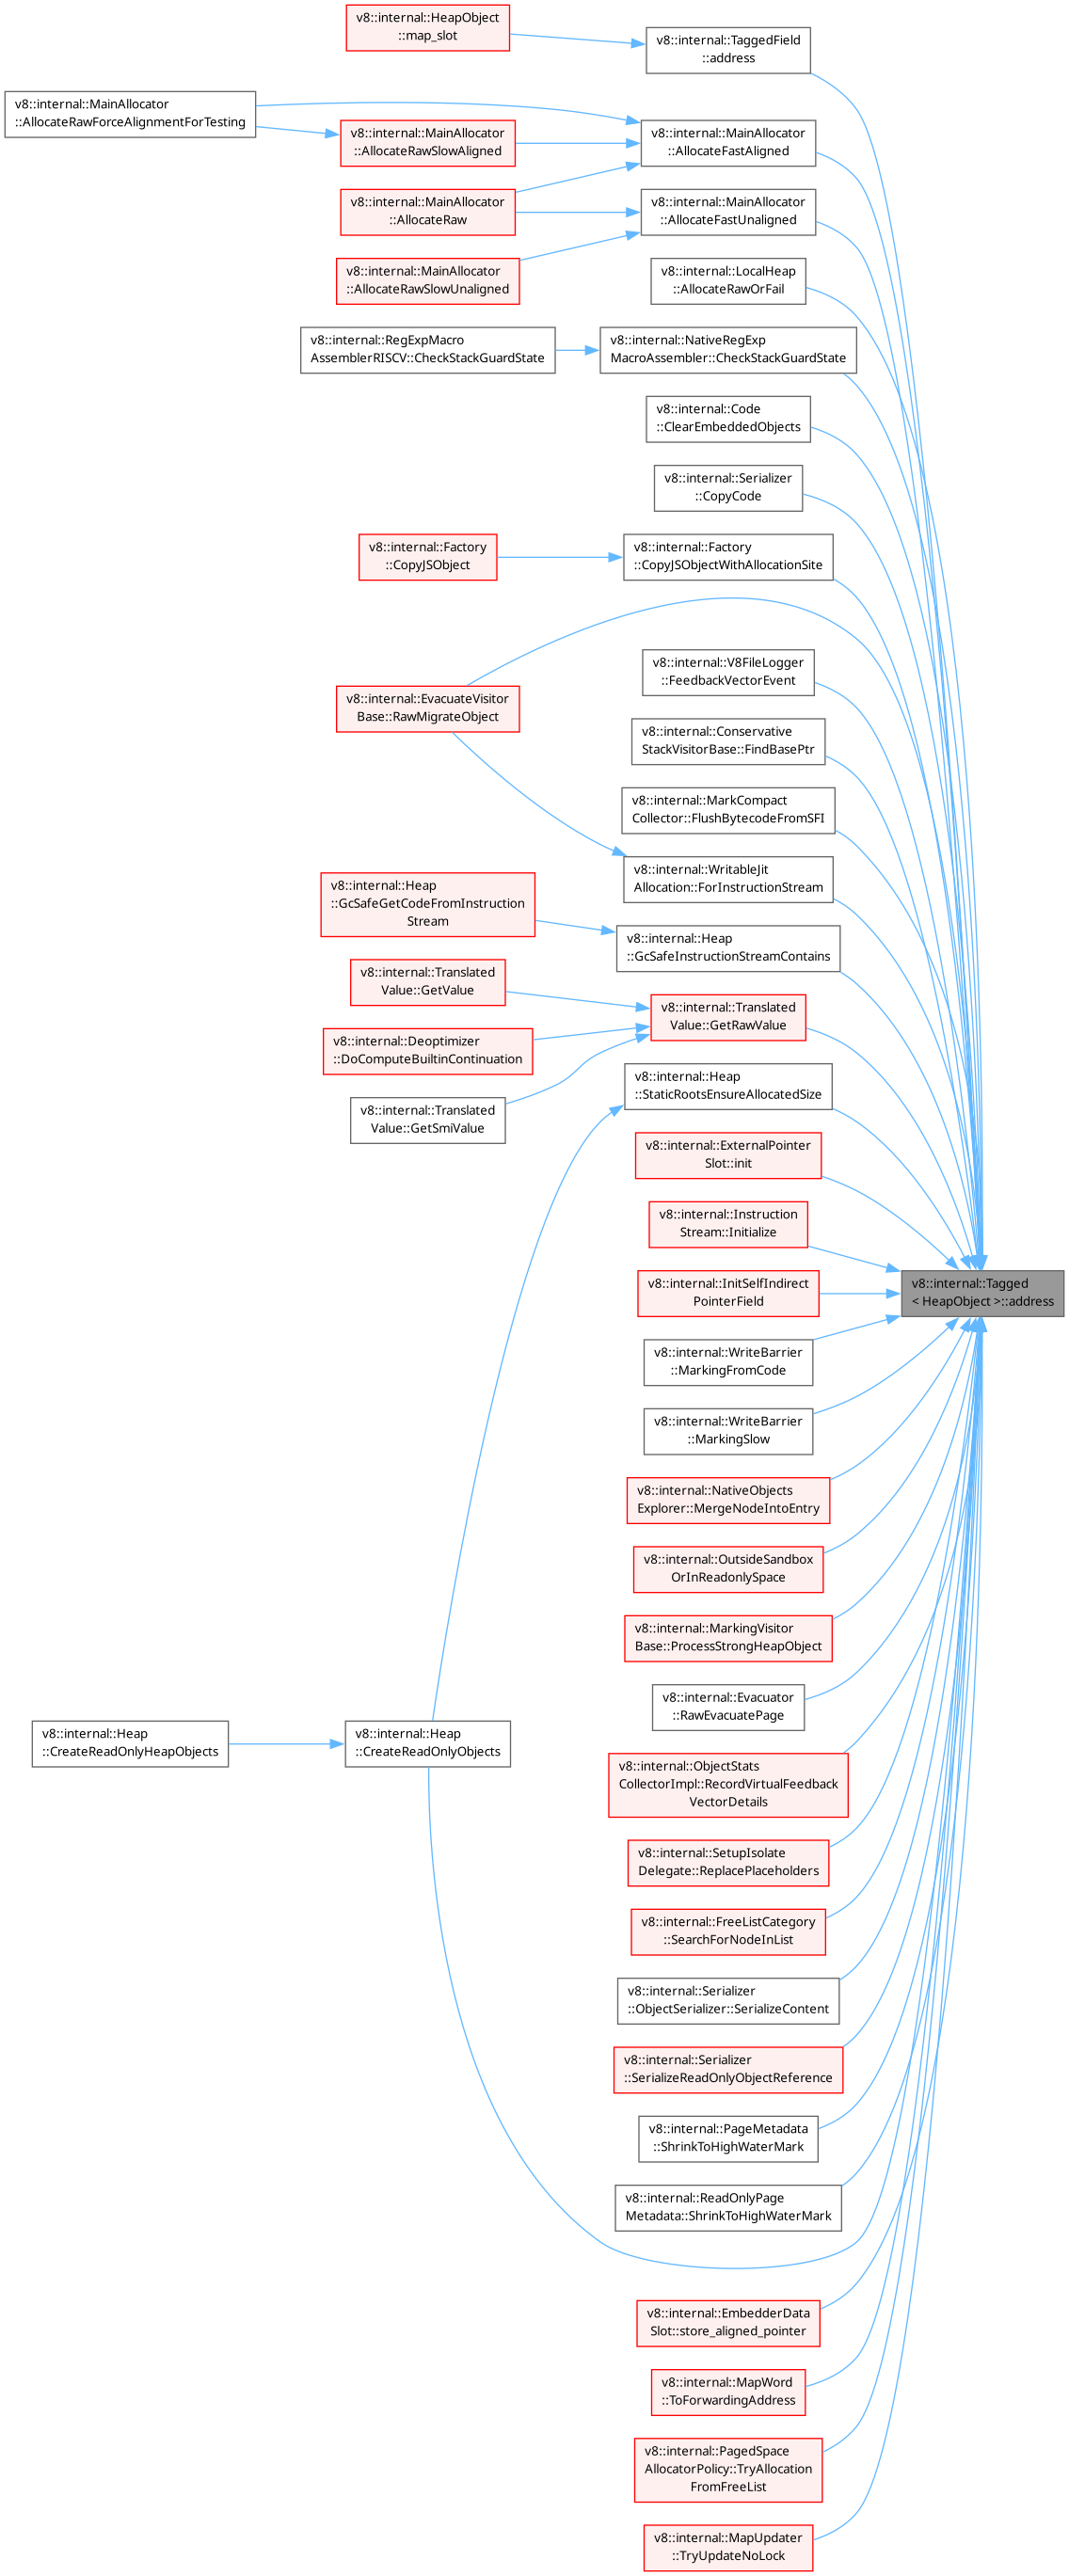 v8::internal::HeapObject
::map_slot
v8::internal::TaggedField
::address
v8::internal::MainAllocator
::AllocateRawForceAlignmentForTesting
v8::internal::MainAllocator
::AllocateRawSlowAligned
v8::internal::MainAllocator
::AllocateFastAligned
v8::internal::MainAllocator
::AllocateRaw
v8::internal::MainAllocator
::AllocateFastUnaligned
v8::internal::MainAllocator
::AllocateRawSlowUnaligned
v8::internal::LocalHeap
::AllocateRawOrFail
v8::internal::RegExpMacro
AssemblerRISCV::CheckStackGuardState
v8::internal::NativeRegExp
MacroAssembler::CheckStackGuardState
v8::internal::Code
::ClearEmbeddedObjects
v8::internal::Serializer
::CopyCode
v8::internal::Factory
::CopyJSObject
v8::internal::Factory
::CopyJSObjectWithAllocationSite
v8::internal::V8FileLogger
::FeedbackVectorEvent
v8::internal::EvacuateVisitor
Base::RawMigrateObject
v8::internal::Conservative
StackVisitorBase::FindBasePtr
v8::internal::MarkCompact
Collector::FlushBytecodeFromSFI
v8::internal::WritableJit
Allocation::ForInstructionStream
v8::internal::Heap
::GcSafeGetCodeFromInstruction
Stream
v8::internal::Heap
::GcSafeInstructionStreamContains
v8::internal::Translated
Value::GetValue
v8::internal::Translated
Value::GetRawValue
v8::internal::Deoptimizer
::DoComputeBuiltinContinuation
v8::internal::Translated
Value::GetSmiValue
v8::internal::Heap
::StaticRootsEnsureAllocatedSize
v8::internal::ExternalPointer
Slot::init
v8::internal::Instruction
Stream::Initialize
v8::internal::InitSelfIndirect
PointerField
v8::internal::Tagged
< HeapObject >::address
v8::internal::WriteBarrier
::MarkingFromCode
v8::internal::WriteBarrier
::MarkingSlow
v8::internal::NativeObjects
Explorer::MergeNodeIntoEntry
v8::internal::OutsideSandbox
OrInReadonlySpace
v8::internal::MarkingVisitor
Base::ProcessStrongHeapObject
v8::internal::Evacuator
::RawEvacuatePage
v8::internal::Heap
::CreateReadOnlyHeapObjects
v8::internal::Heap
::CreateReadOnlyObjects
v8::internal::ObjectStats
CollectorImpl::RecordVirtualFeedback
VectorDetails
v8::internal::SetupIsolate
Delegate::ReplacePlaceholders
v8::internal::FreeListCategory
::SearchForNodeInList
v8::internal::Serializer
::ObjectSerializer::SerializeContent
v8::internal::Serializer
::SerializeReadOnlyObjectReference
v8::internal::PageMetadata
::ShrinkToHighWaterMark
v8::internal::ReadOnlyPage
Metadata::ShrinkToHighWaterMark
v8::internal::EmbedderData
Slot::store_aligned_pointer
v8::internal::MapWord
::ToForwardingAddress
v8::internal::PagedSpace
AllocatorPolicy::TryAllocation
FromFreeList
v8::internal::MapUpdater
::TryUpdateNoLock